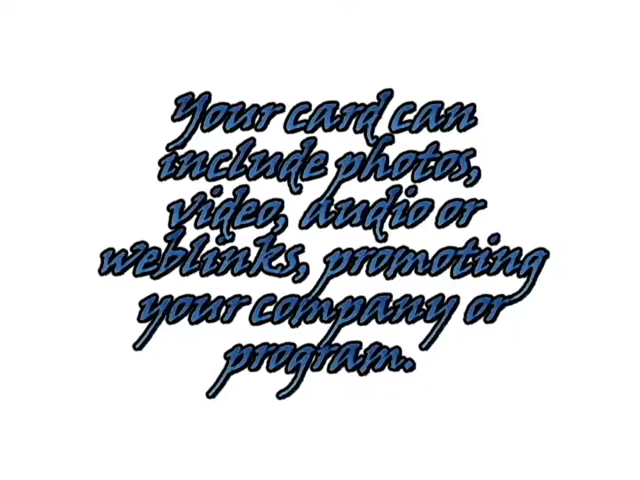 Your card can
include photos,
video, audio or
weblinks, promoting
your company or
program.